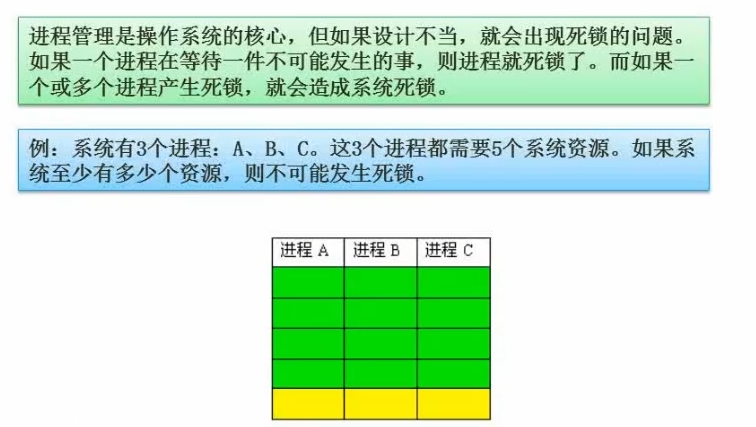 进程管理是操作系统的核心，但如果设计不当，就会出现死锁的问题。
如果一个进程在等待一件不可能发生的事，则进程就死锁了。而如果一
个或多个进程产生死锁，就会造成系统死锁。
例：系统有3个进程：A、B、C。这3个进程都需要5个系统资源。如果系
统至少有多少个资源，则不可能发生死锁。
进程 A 进程 B 进程 C